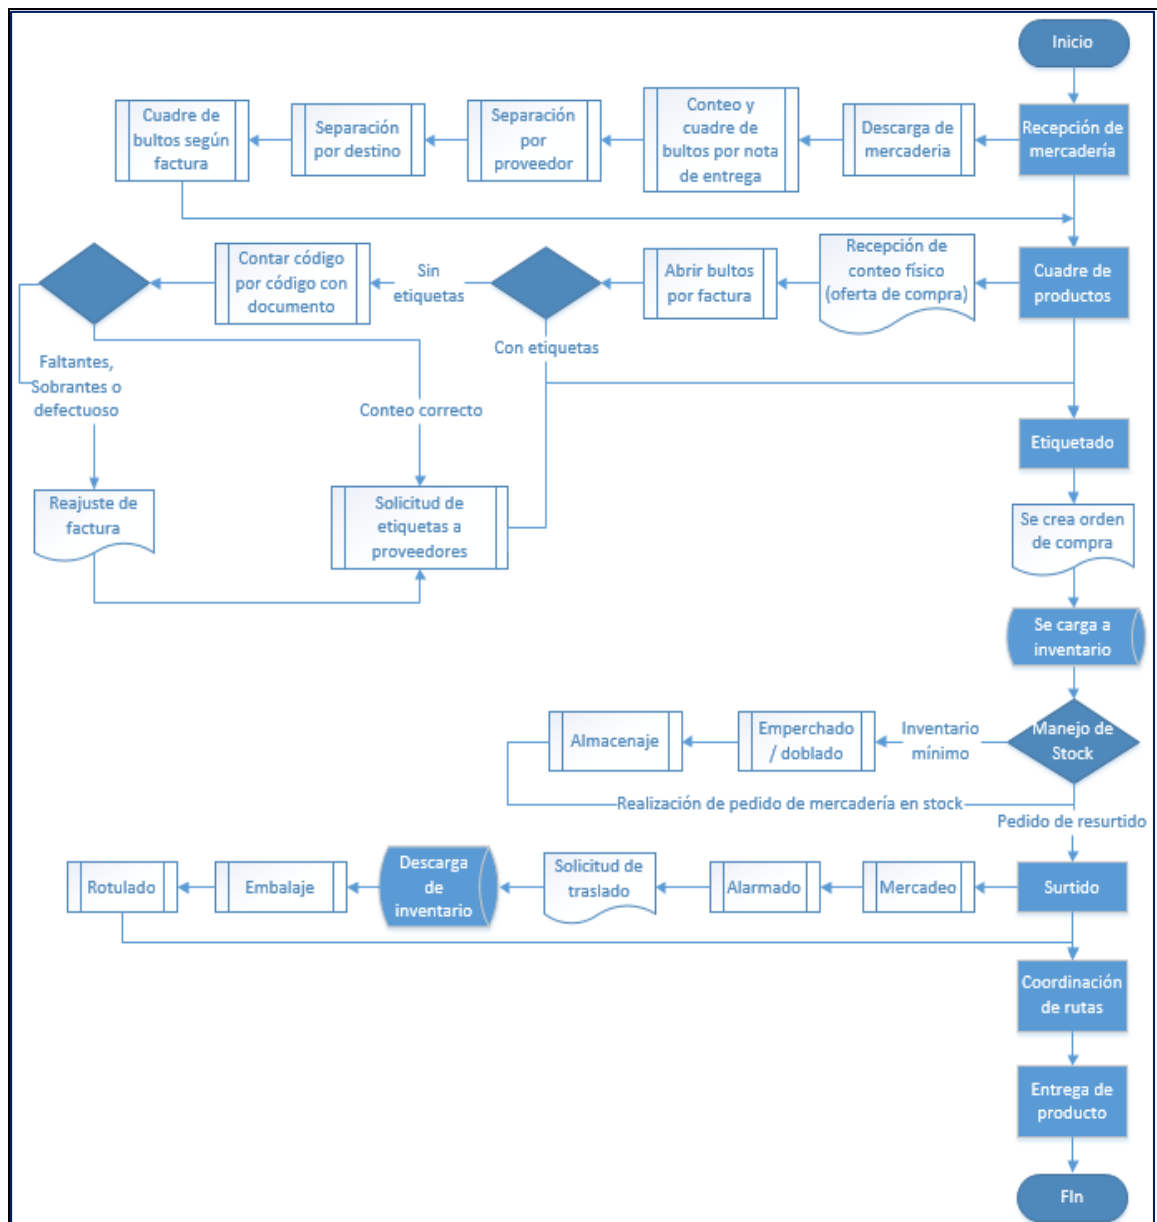 Inicio
Cuadre de
bultos según
factura
Separación
por destino
Separación
por
proveedor
Conteo y
cuadre de
bultos por nota
de entrega
Descarga de
mercaderia
Recepción de
mercadería
Contar código
por código con
documento
Sin
etiquetas
Abrir bultos
por factura
Recepción de
conteo físico
(oferta de compra)
Cuadre de
productos
Con etiquetas
Faltantes,
Sobrantes o
defectuoso
Conteo correcto
Etiquetado
Reajuste de
factura
Solicitud de
etiquetas a
proveedores
Se crea orden
de compra
Se carga a
inventario
Almacenaje
Emperchado
/ doblado
Inventario
mínimo
Manejo de
Stock
Realización de pedido de mercadería en stock
Pedido de resurtido
Rotulado
Embalaje
Descarga
de
inventario
Solicitud de
traslado
Alarmado
Mercadeo
Surtido
Coordinación
de rutas
Entrega de
producto
FIn